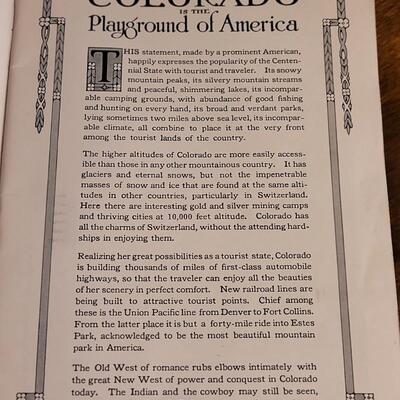 COLORADO
IS THE
Playground of America
THIS statement, made by a prominent American,
happily expresses the popularity of the Centen-
nial State with tourist and traveler. Its snowy
mountain peaks, its silvery mountain streams
and peaceful, shimmering lakes, its incompar-
able camping grounds, with abundance of good fishing
and hunting on every hand, its broad and verdant parks,
lying sometimes two miles above sea level, its incompar-
able climate, all combine to place it at the very front
among the tourist lands of the country.
The higher altitudes of Colorado are more easily access-
ible than those in any other mountainous country. It has
glaciers and eternal snows, but not the impenetrable
masses of snow and ice that are found at the same alti-
tudes in other countries, particularly in Switzerland.
Here there are interesting gold and silver mining camps
and thriving cities at 10,000 feet altitude. Colorado has
all the charms of Switzerland, without the attending hard-
ships in enjoying them.
Realizing her great possibilities as a tourist state, Colorado
is building thousands of miles of first-class automobile
highways, so that the traveler can enjoy all the beauties
of her scenery in perfect comfort. New railroad lines are
being built to attractive tourist points. Chief among
these is the Union Pacific line from Denver to Fort Collins.
From the latter place it is but a forty-mile ride into Estes
Park, acknowledged to be the most beautiful mountain
park in America.
The Old West of romance rubs elbows intimately with
the great New West of power and conquest in Colorado
today. The Indian and the cowboy may still be seen,